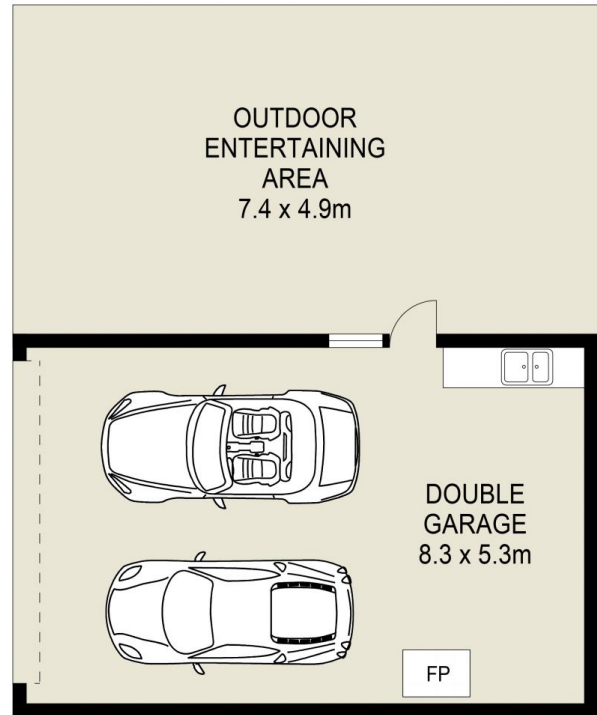 OUTDOOR
ENTERTAINING
AREA
7.4 x 4.9m
DOUBLE
GARAGE
8.3 x 5.3m
FP